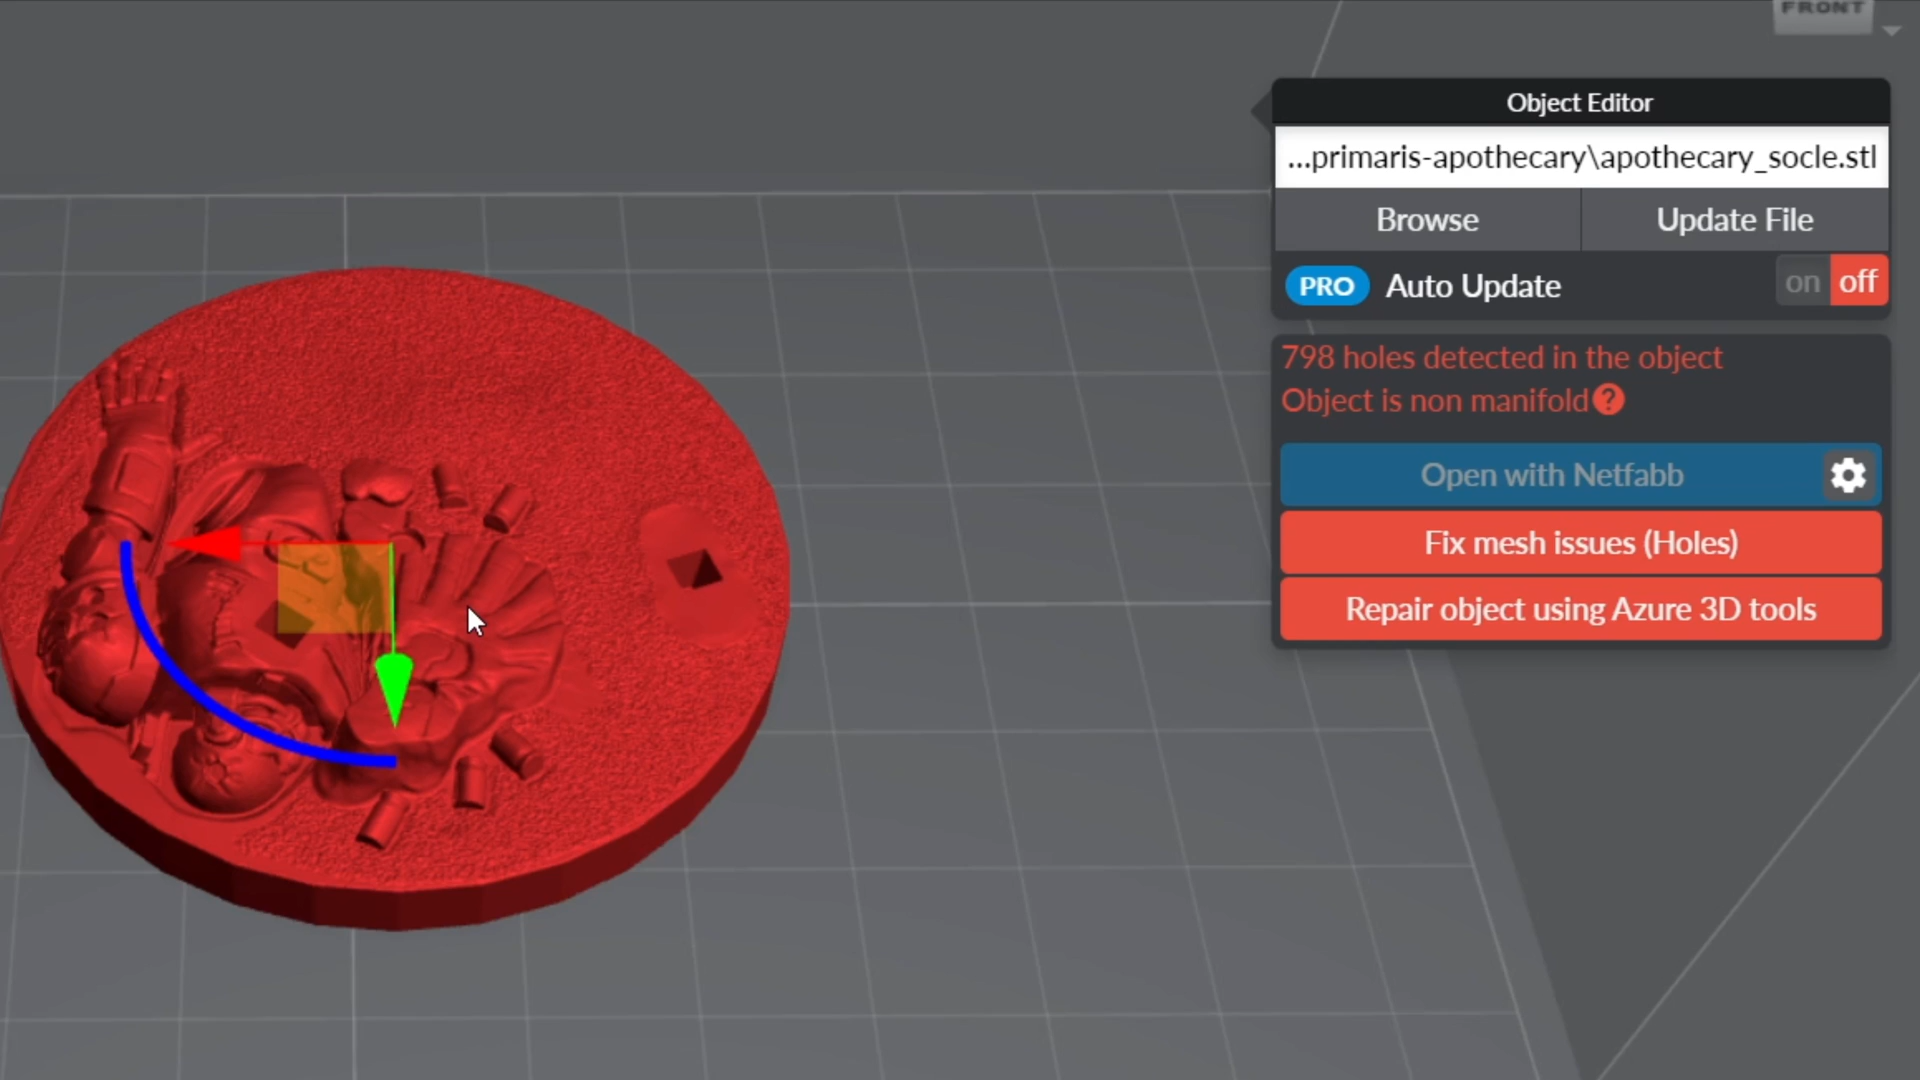 FRONT
Object Editor
...primaris-apothecary\apothecary_socle.stl
Browse
Update File
PRO Auto Update
on off
798 holes detected in the object
Object is non manifold?
Open with Netfabb
Fix mesh issues (Holes)
Repair object using Azure 3D tools